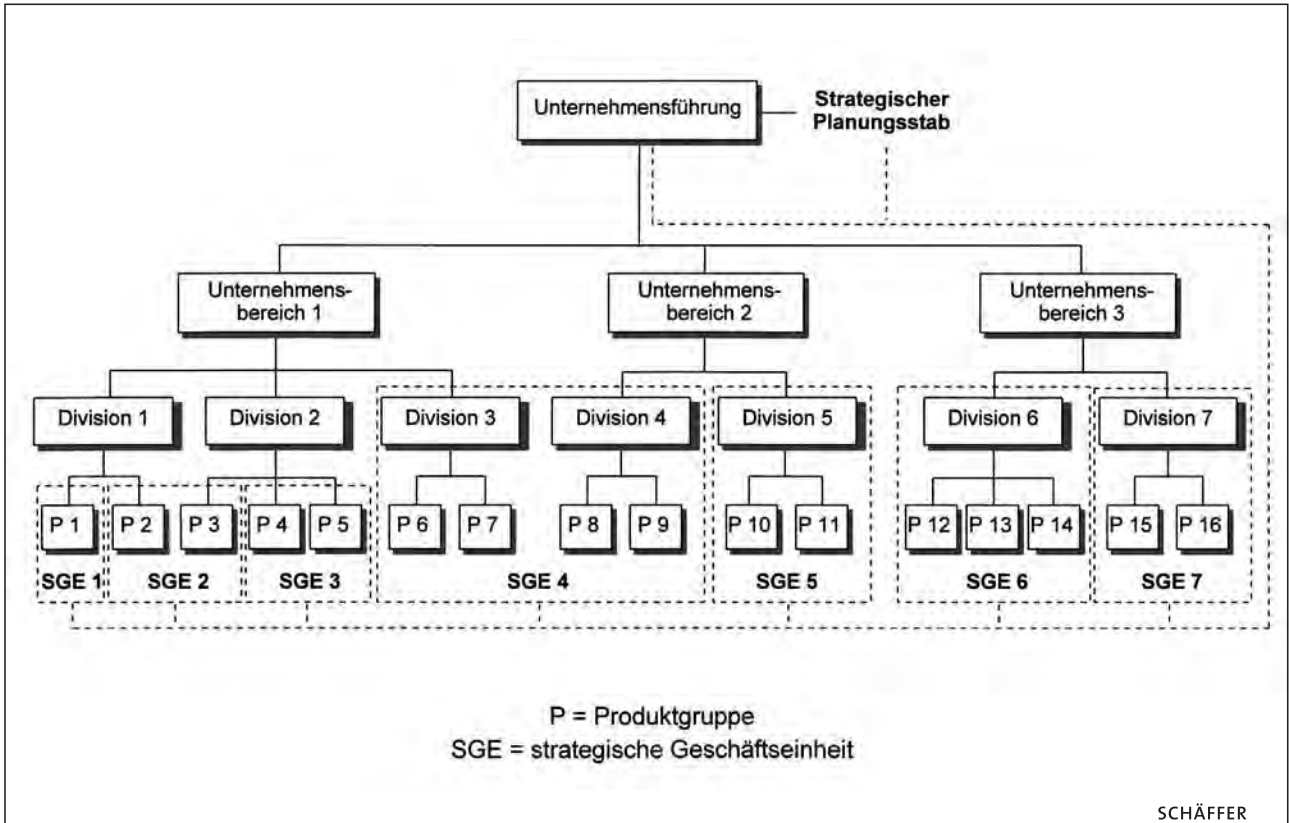 Unternehmensführung
Strategischer
Planungsstab
Unternehmens-
bereich 1
Unternehmens-
bereich 2
Unternehmens-
bereich 3
Division 1
Division 2
Division 3
Division 4
Division 5
Division 6
Division 7
P 1
P 2
P 3
P 4
P 5
P 6
P 7
P 8
P 9
P 10
P 11
P 12
P 13
P 14
P 15
P 16
SGE 1
SGE 2
SGE 3
SGE 4
SGE 5
SGE 6
SGE 7
P = Produktgruppe
SGE = strategische Geschäftseinheit
SCHÄFFER